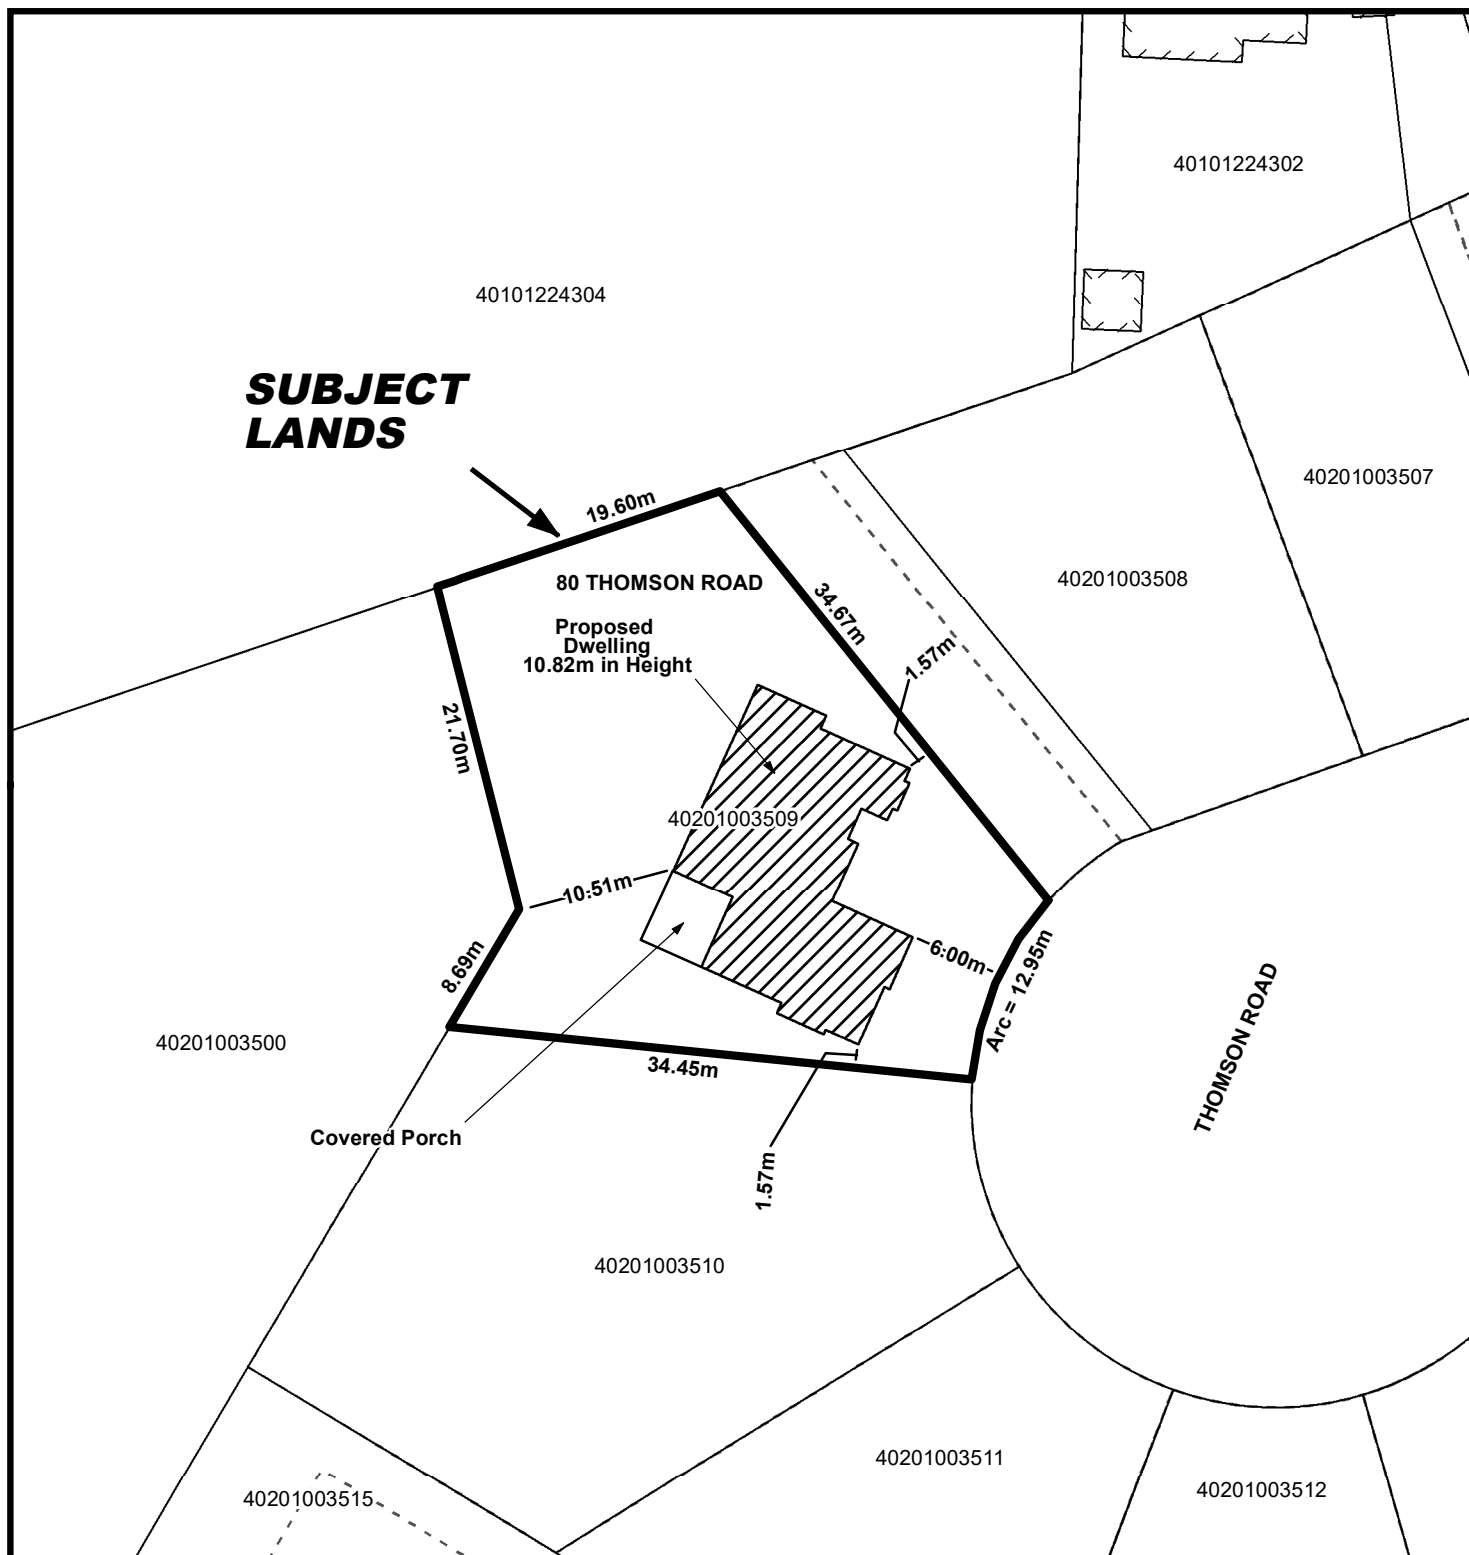 40101224302
40101224304
SUBJECT
LANDS
40201003507
19.60m
80 THOMSON ROAD
40201003508
34.67m
Proposed
Dwelling
10.82m in Height
1.57m
21.70m
40201003509
10.51m
6.00m
8.69m
Arc = 12.95m
THOMSON ROAD
40201003500
34.45m
Covered Porch
1.57m
40201003510
40201003511
40201003512
40201003515